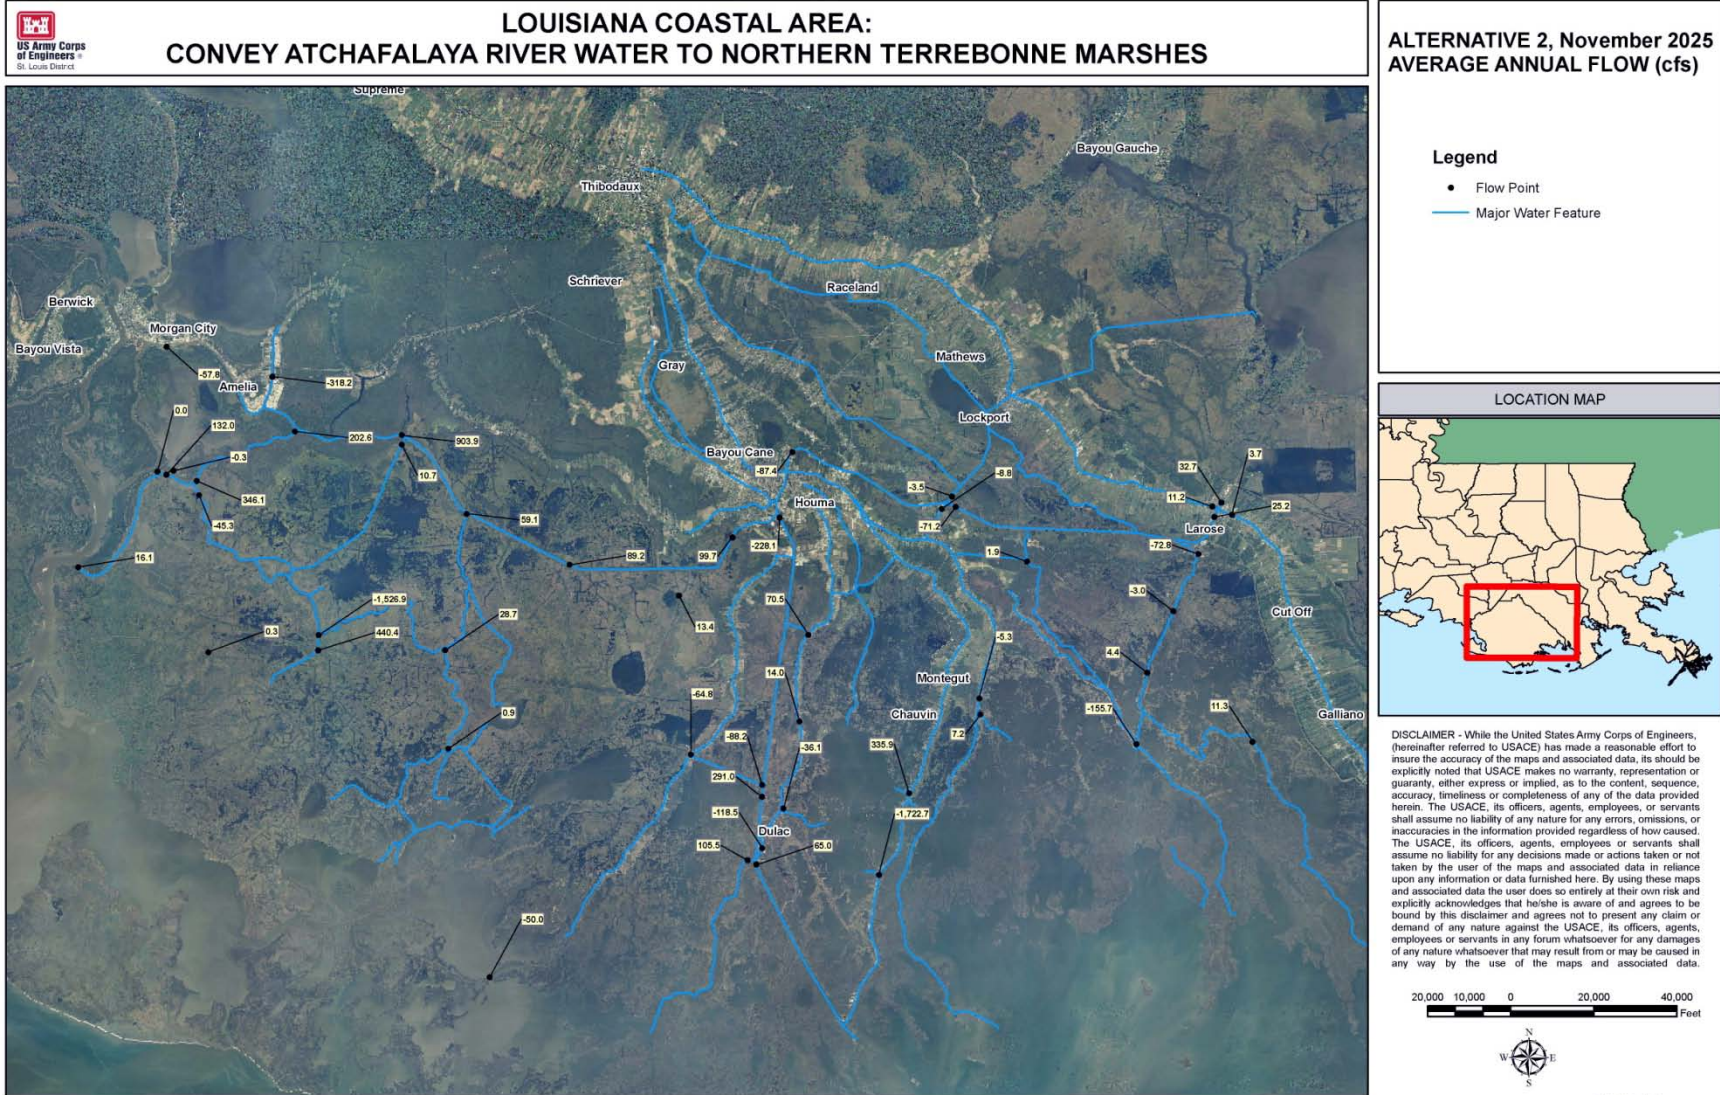 US Army Corps
of Engineers ®
St. Louis District
LOUISIANA COASTAL AREA:
CONVEY ATCHAFALAYA RIVER WATER TO NORTHERN TERREBONNE MARSHES
ALTERNATIVE 2, November 2025
AVERAGE ANNUAL FLOW (cfs)
Legend
Flow Point
Major Water Feature
LOCATION MAP
DISCLAIMER - While the United States Army Corps of Engineers,
(hereinafter referred to USACE) has made a reasonable effort to
insure the accuracy of the maps and associated data, its should be
explicitly noted that USACE makes no warranty, representation or
guaranty, either express or implied, as to the content, sequence,
accuracy, timeliness or completeness of any of the data provided
herein. The USACE, its officers, agents, employees, or servants
shall assume no liability of any nature for any errors, omissions, or
inaccuracies in the information provided regardless of how caused.
The USACE, its officers, agents, employees or servants shall
assume no liability for any decisions made or actions taken or not
taken by the user of the maps and associated data in reliance
upon any information or data furnished here. By using these maps
and associated data the user does so entirely at their own risk and
explicitly acknowledges that he/she is aware of and agrees to be
bound by this disclaimer and agrees not to present any claim or
demand of any nature against the USACE, its officers, agents,
employees or servants in any forum whatsoever for any damages
of any nature whatsoever that may result from or may be caused in
any way by the use of the maps and associated data.
20,000 10,000 0 20,000 40,000
Feet
N
W E
S
Supreme
Bayou Gauche
Thibodaux
Schriever
Raceland
Berwick
Morgan City
Bayou Vista
Mathews
Gray
-57.8
Amelia
-318.2
0.0
Lockport
132.0
202.6
903.9
-0.3
Bayou Cane
3.7
32.7
-87.4
-8.8
10.7
-3.5
346.1
11.2
Houma
25.2
59.1
-45.3
-71.2
Larose
-228.1
-72.8
16.1
89.2
99.7
1.9
-3.0
-1,526.9
70.5
28.7
13.4
Cut Off
0.3
440.4
-5.3
4.4
14.0
Montegut
-64.8
-155.7
11.3
0.9
Chauvin
Galliano
-88.2
7.2
-36.1
335.9
291.0
-118.5
-1,722.7
Dulac
105.5
65.0
-50.0